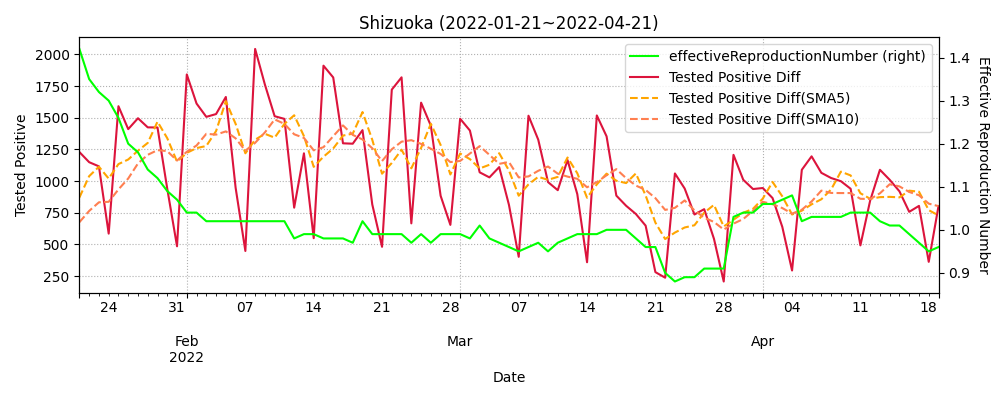 Shizuoka (2022-01-21~2022-04-21)
effectiveReproductionNumber (right)
Tested Positive Diff
Tested Positive Diff(SMA5)
Tested Positive Diff(SMA10)
Tested Positive
2000
1750
1500
1250
1000
750
500
250
1.4
1.3
1.2
1.1
1.0
0.9
Effective Reproduction Number
24 31 07 14 21 28 07 14 21 28 04 11 18
Feb Mar Apr
2022
Date